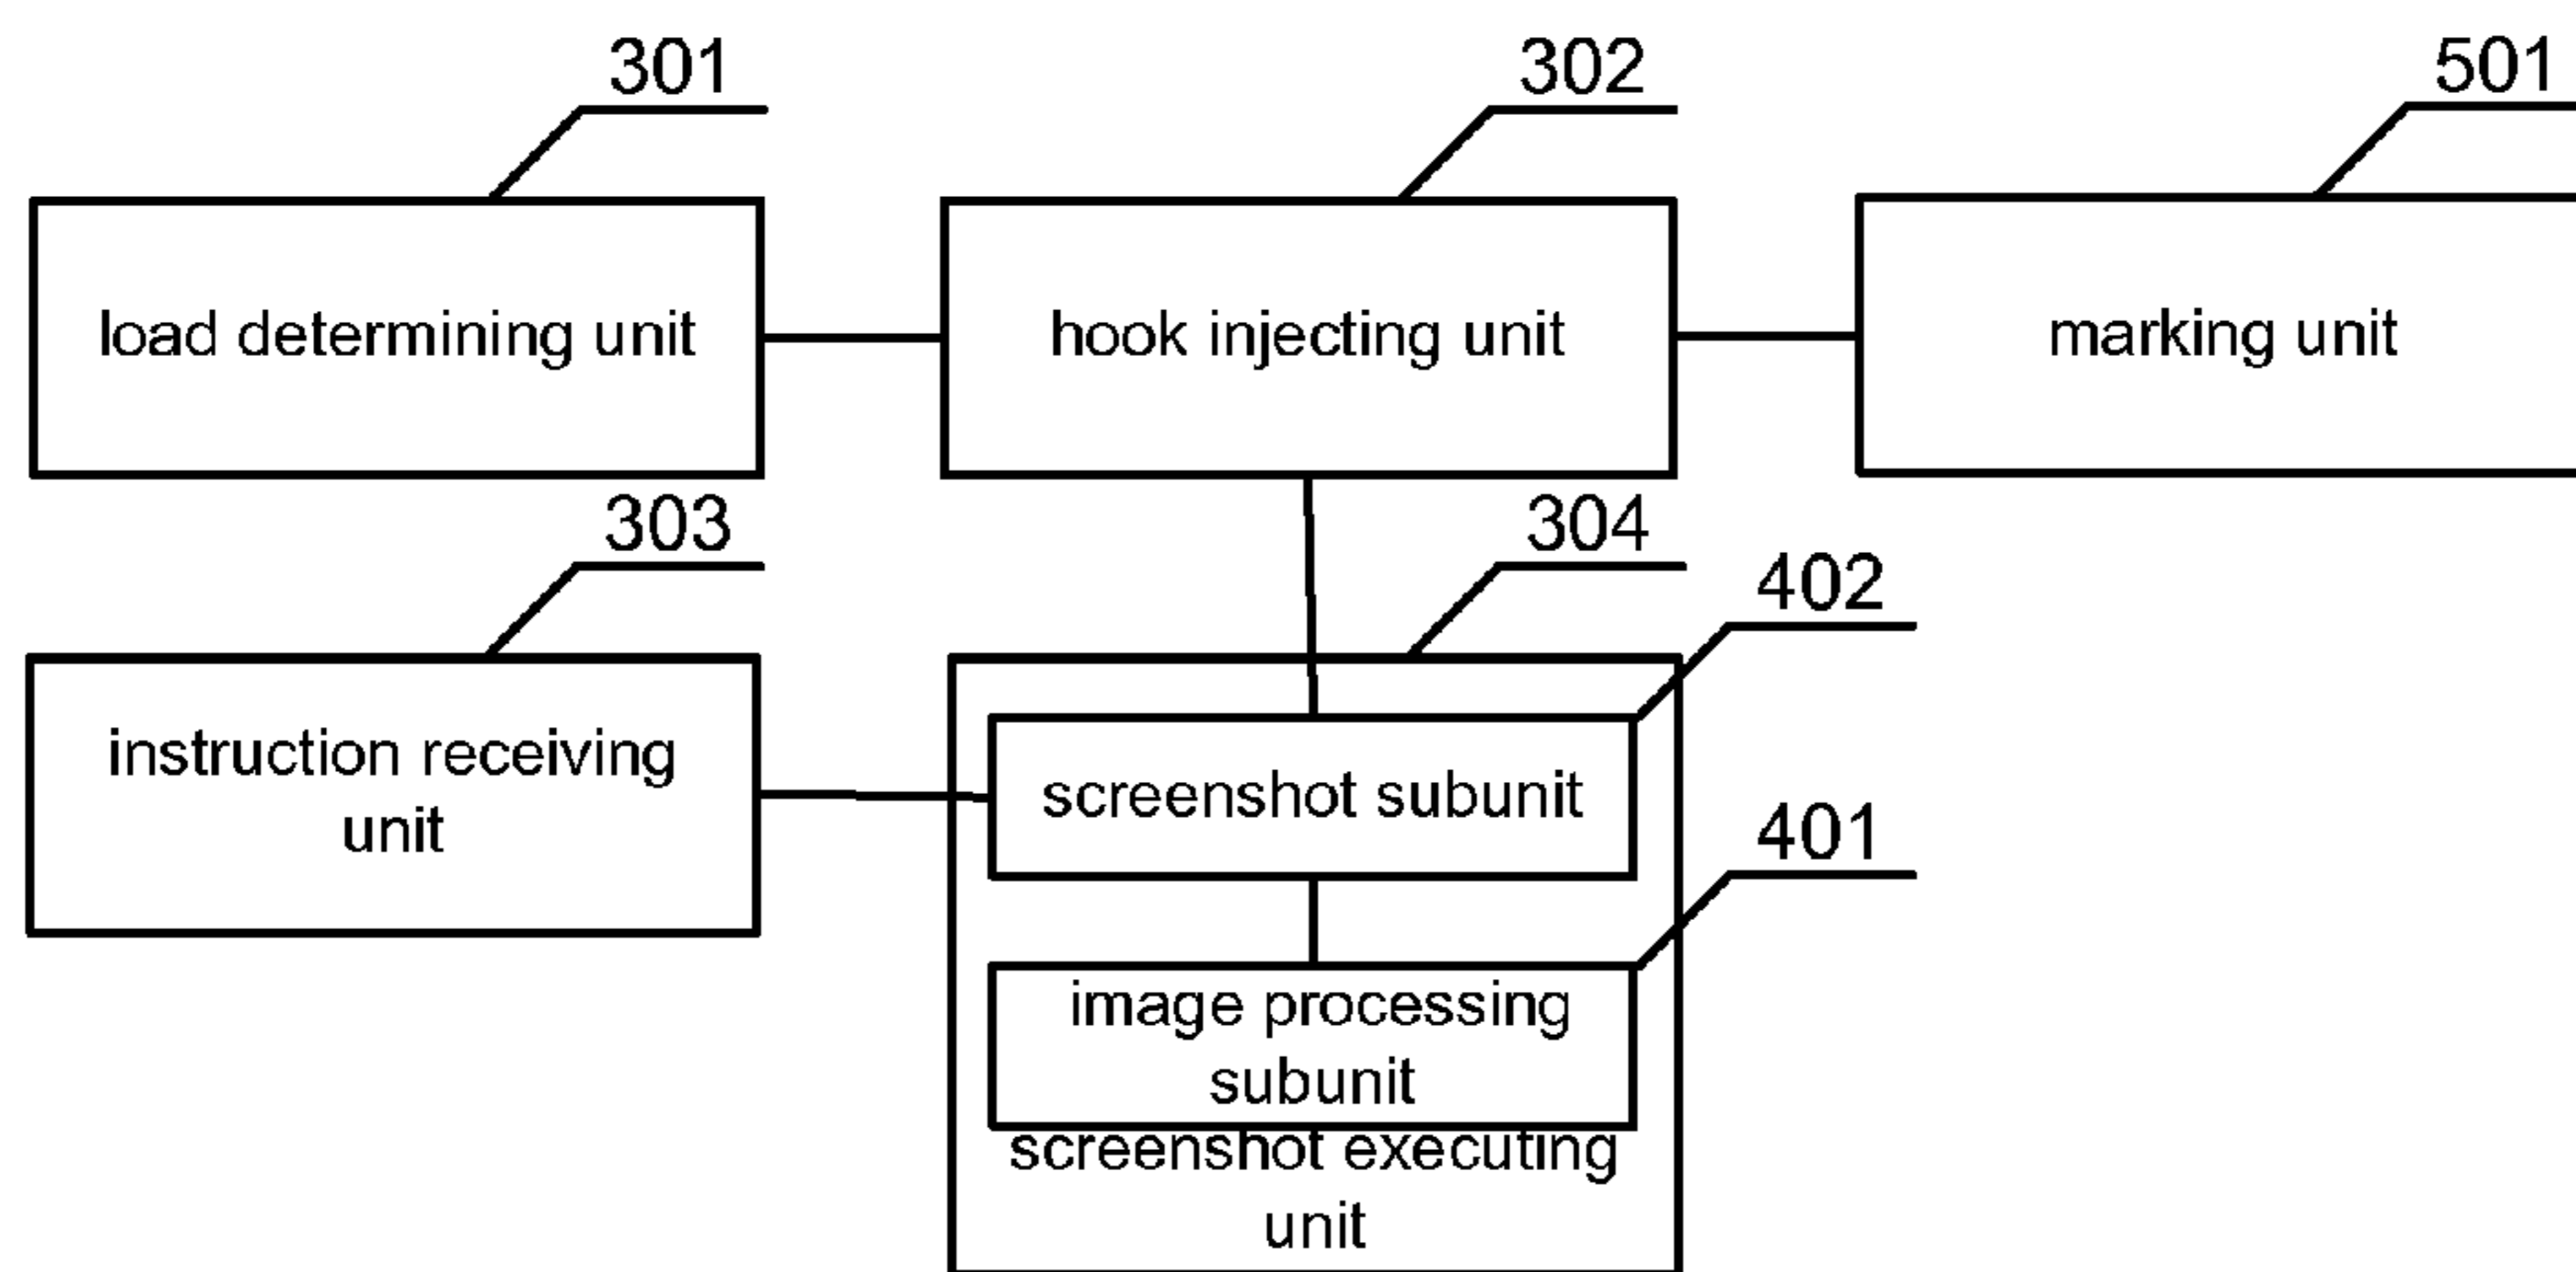 301
302
501
load determining unit
hook injecting unit
marking unit
303
304
402
instruction receiving
unit
screenshot subunit
401
image processing
subunit
screenshot executing
unit